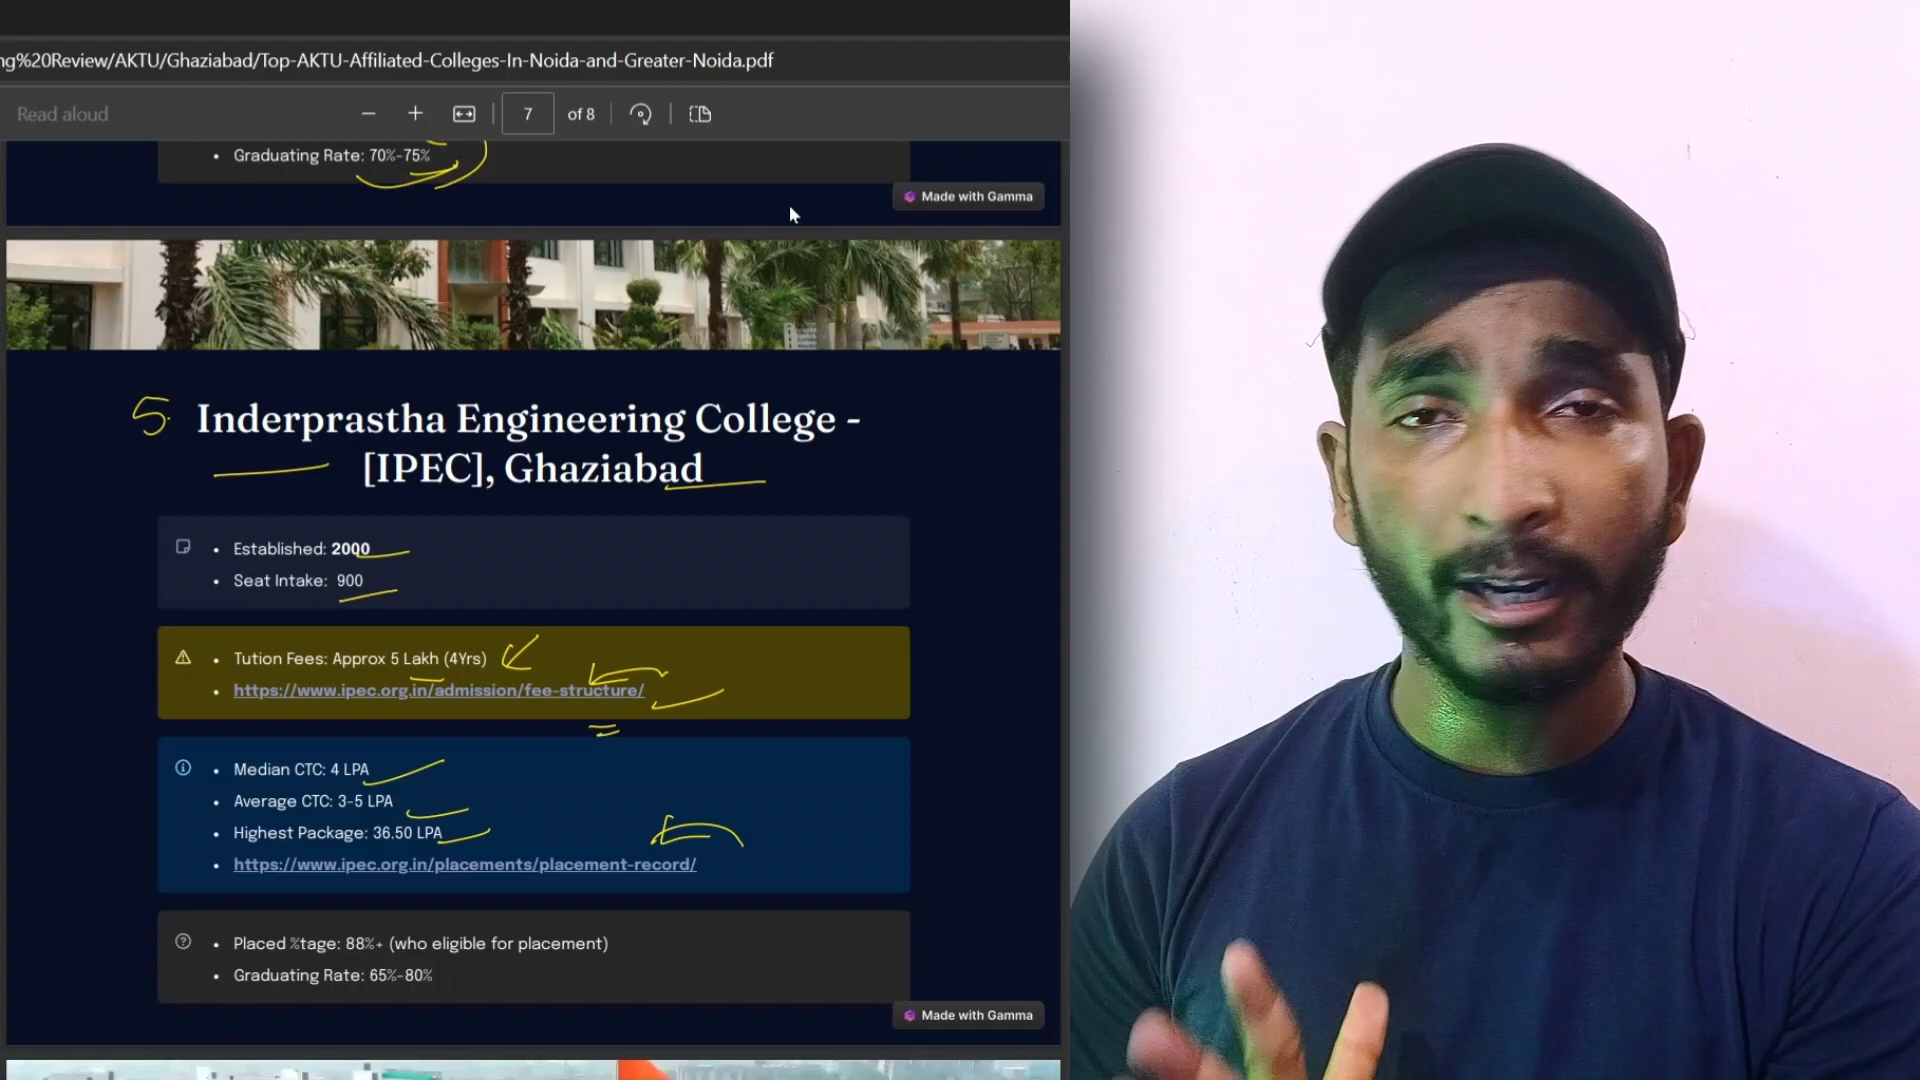 ng%20Review/AKTU/Ghaziabad/Top-AKTU-Affiliated-Colleges-In-Noida-and-Greater-Noida.pdf
Read aloud
7 of 8
Graduating Rate: 70%-75%
Made with Gamma
5
Inderprastha Engineering College -
[IPEC], Ghaziabad
Established: 2000
Seat Intake: 900
Tution Fees: Approx 5 Lakh (4Yrs)
https://www.ipec.org.in/admission/fee-structure/
Median CTC: 4 LPA
Average CTC: 3-5 LPA
Highest Package: 36.50 LPA
https://www.ipec.org.in/placements/placement-record/
Placed %tage: 88%+ (who eligible for placement)
Graduating Rate: 65%-80%
Made with Gamma